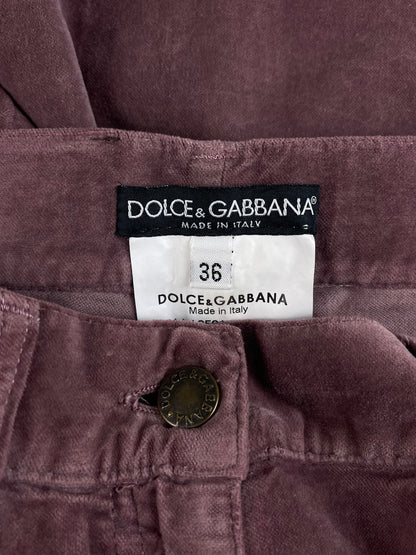 DOLCE & GABBANA®
MADE IN ITALY
36
DOLCE&GABBANA
Made in Italy
DOLCE & GABBANA